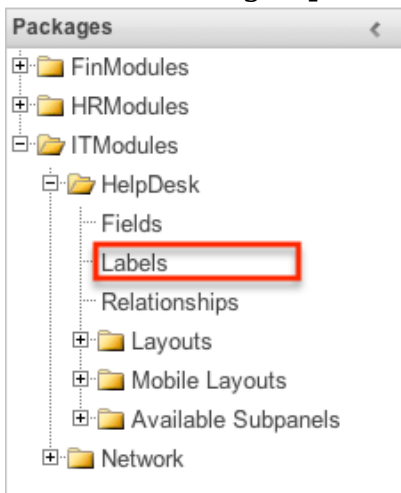 Packages
FinModules
HRModules
ITModules
HelpDesk
Fields
Labels
Relationships
Layouts
Mobile Layouts
Available Subpanels
Network